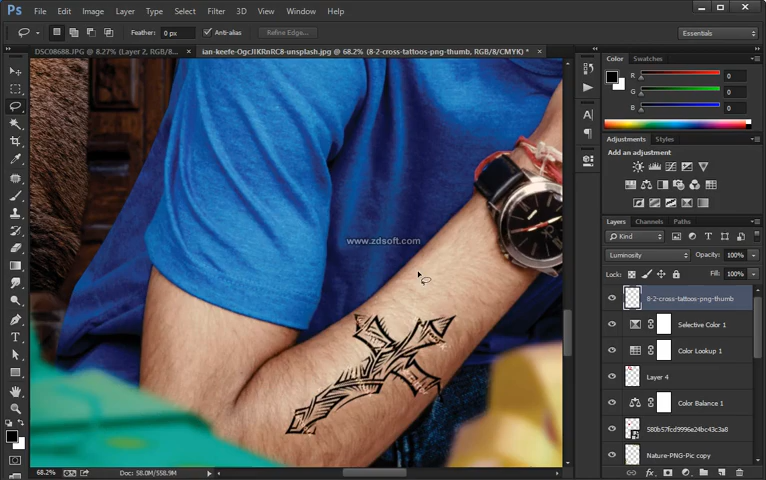 Ps File Edit Image Layer Type Select Filter 3D View Window Help
Feather: 0 px Anti-alias Refine Edge... Essentials
DSC08688.JPG @ 8.27% (Layer 2, RGB/8... × ian-keefe-OgcJIKRnRC8-unsplash.jpg @ 68.2% (8-2-cross-tattoos-png-thumb, RGB/8/CMYK) * ×
Color Swatches
R 0
G 0
B 0
Adjustments Styles
Add an adjustment
Layers Channels Paths
Kind
Luminosity Opacity: 100%
Lock: Fill: 100%
8-2-cross-tattoos-png-thumb
Selective Color 1
Color Lookup 1
Layer 4
Color Balance 1
580b57fcd9996e24bc43c3a8
Nature-PNG-Pic copy
www.zdsoft.com
68.2% Doc: 58.0M/558.9M